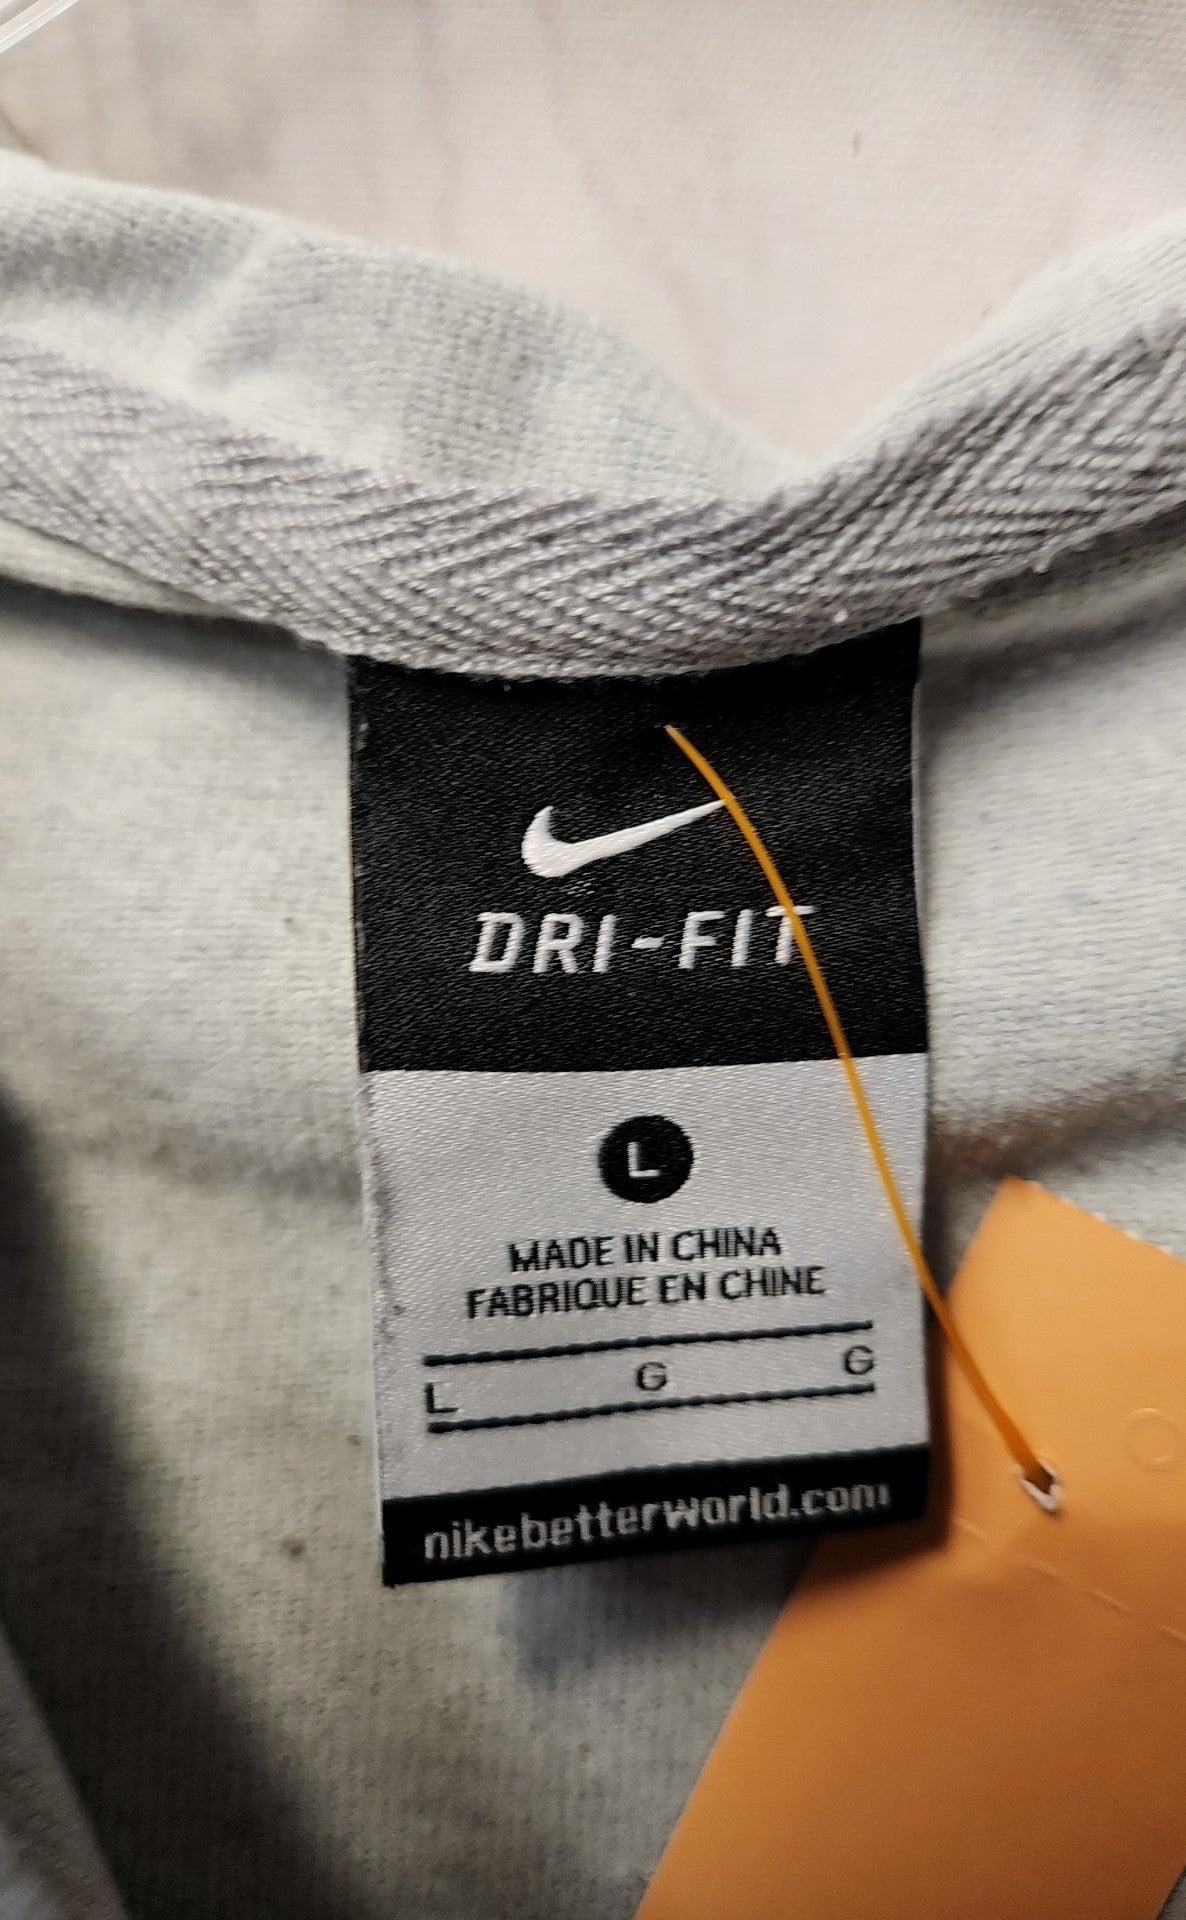 DRI-FIT
L
MADE IN CHINA
FABRIQUE EN CHINE
L G G
nikebetterworld.com